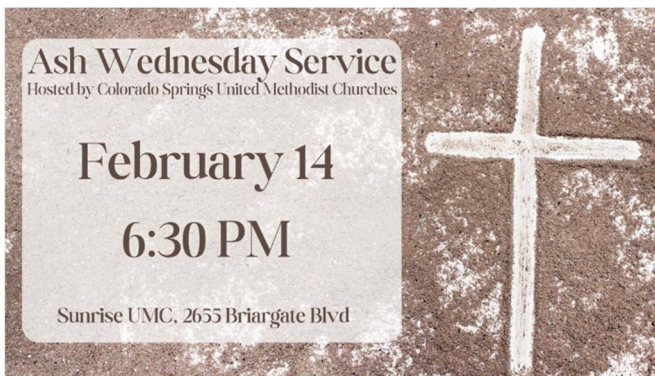 Ash Wednesday Service
Hosted by Colorado Springs United Methodist Churches
February 14
6:30 PM
Sunrise UMC, 2655 Briargate Blvd